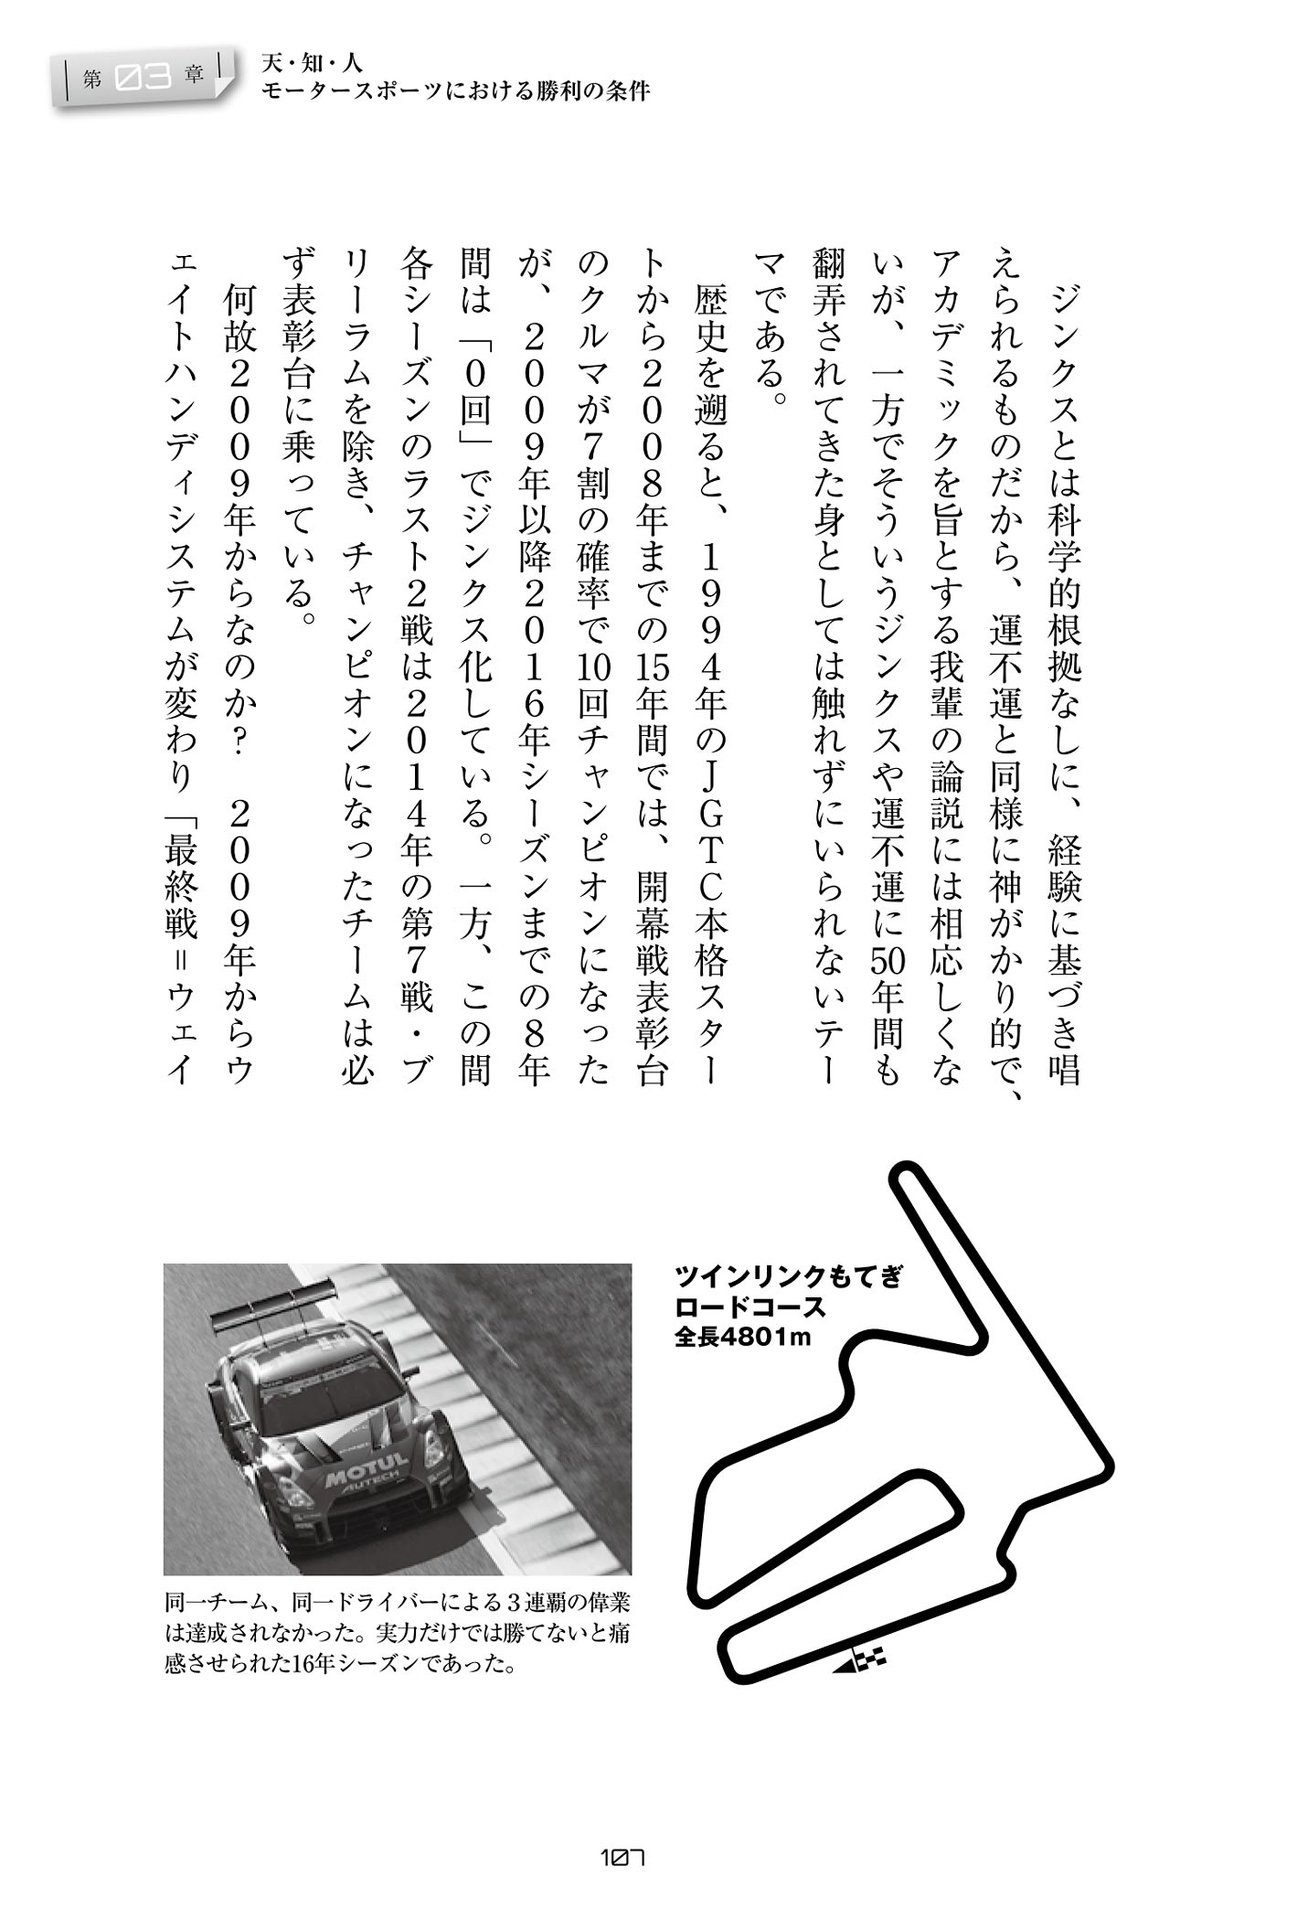 第03章
天・知・人
モータースポーツにおける勝利の条件
ジンクスとは科学的根拠なしに、経験に基づき唱
えられるものだから、運不運と同様に神がかり的で、
アカデミックを旨とする我輩の論説には相応しくな
いが、一方でそういうジンクスや運不運に50年間も
翻弄されてきた身としては触れずにいられないテー
マである。
歴史を遡ると、1994年のJGTC本格スター
トから2008年までの15年間では、開幕戦表彰台
のクルマが7割の確率で10回チャンピオンになった
が、2009年以降2016年シーズンまでの8年
間は「0回」でジンクス化している。一方、この間
各シーズンのラスト2戦は2014年の第7戦・ブ
リーラムを除き、チャンピオンになったチームは必
ず表彰台に乗っている。
何故2009年からなのか? 2009年からウ
ェイトハンディシステムが変わり「最終戦=ウェイ
ツインリンクもてぎ
ロードコース
全長4801m
MOTUL
AUTECH
同一チーム、同一ドライバーによる3連覇の偉業
は達成されなかった。実力だけでは勝てないと痛
感させられた16年シーズンであった。
107